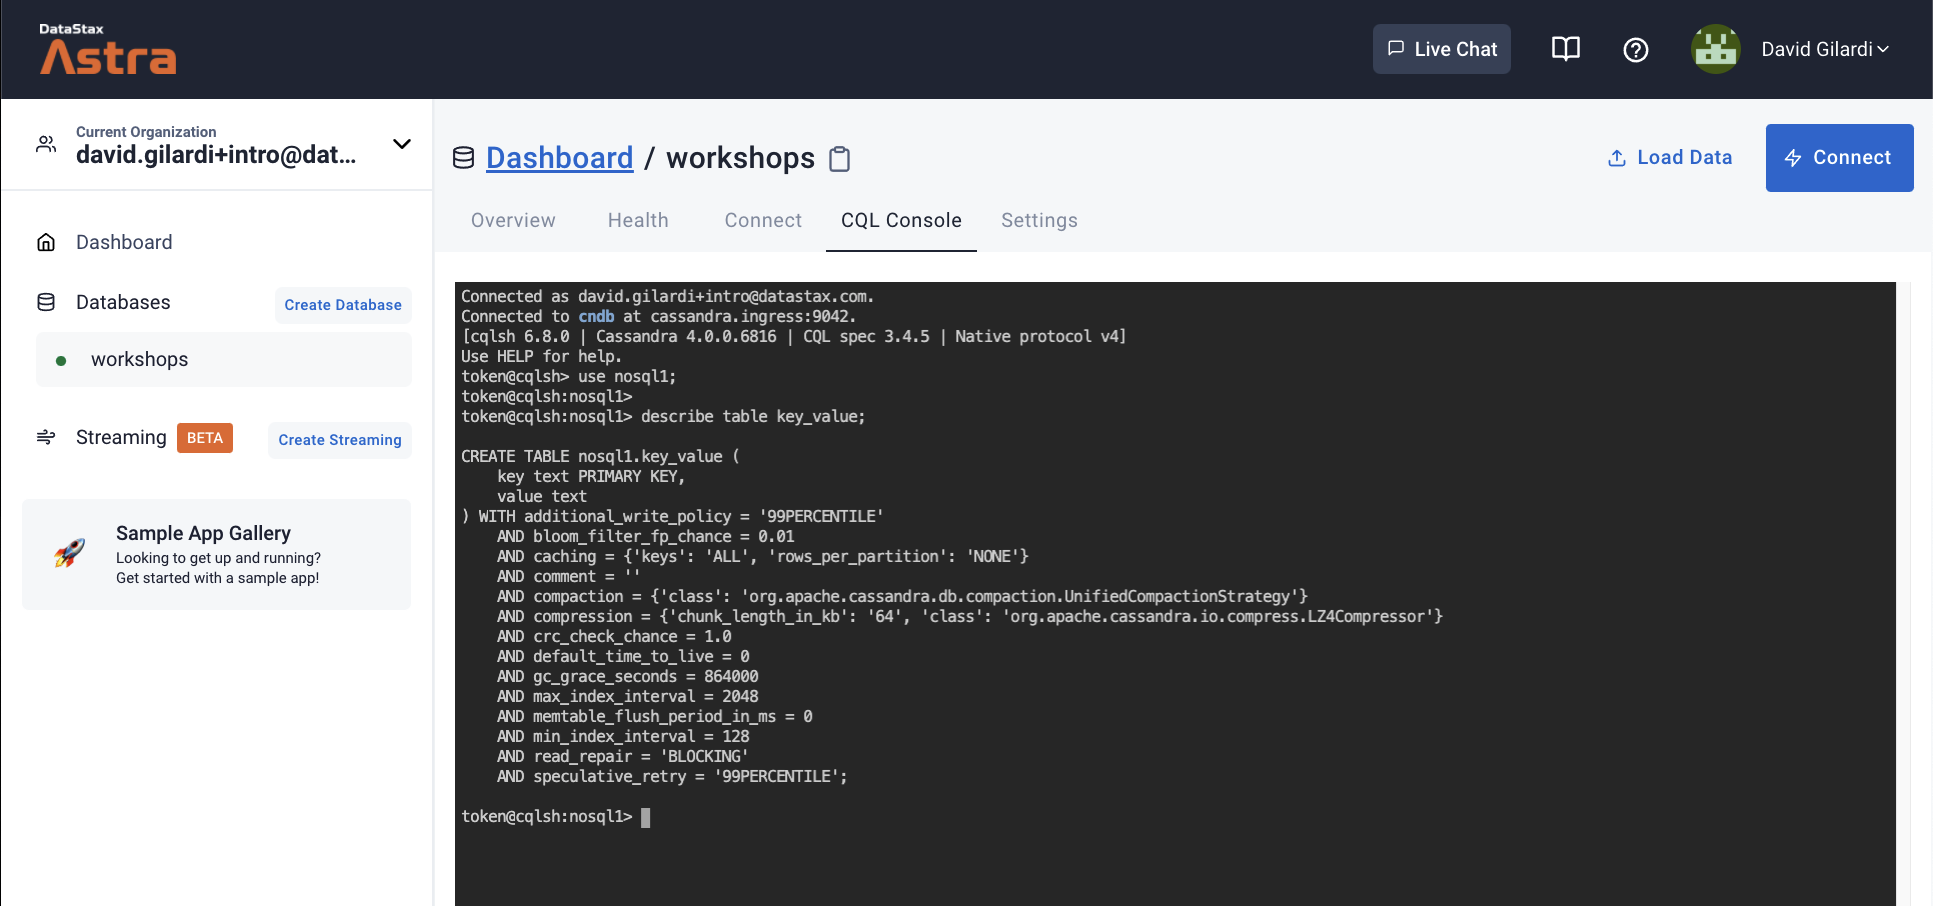 DataStax
Astra
Live Chat
David Gilardi
Current Organization
david.gilardi+intro@dat...
Dashboard
Databases
Create Database
workshops
Streaming
BETA
Create Streaming
Sample App Gallery
Looking to get up and running?
Get started with a sample app!
Dashboard / workshops
Load Data
Connect
Overview
Health
Connect
CQL Console
Settings
Connected as david.gilardi+intro@datastax.com.
Connected to cndb at cassandra.ingress:9042.
[cqlsh 6.8.0 | Cassandra 4.0.0.6816 | CQL spec 3.4.5 | Native protocol v4]
Use HELP for help.
token@cqlsh> use nosql1;
token@cqlsh:nosql1>
token@cqlsh:nosql1> describe table key_value;
CREATE TABLE nosql1.key_value (
    key text PRIMARY KEY,
    value text
) WITH additional_write_policy = '99PERCENTILE'
    AND bloom_filter_fp_chance = 0.01
    AND caching = {'keys': 'ALL', 'rows_per_partition': 'NONE'}
    AND comment = ''
    AND compaction = {'class': 'org.apache.cassandra.db.compaction.UnifiedCompactionStrategy'}
    AND compression = {'chunk_length_in_kb': '64', 'class': 'org.apache.cassandra.io.compress.LZ4Compressor'}
    AND crc_check_chance = 1.0
    AND default_time_to_live = 0
    AND gc_grace_seconds = 864000
    AND max_index_interval = 2048
    AND memtable_flush_period_in_ms = 0
    AND min_index_interval = 128
    AND read_repair = 'BLOCKING'
    AND speculative_retry = '99PERCENTILE';
token@cqlsh:nosql1>